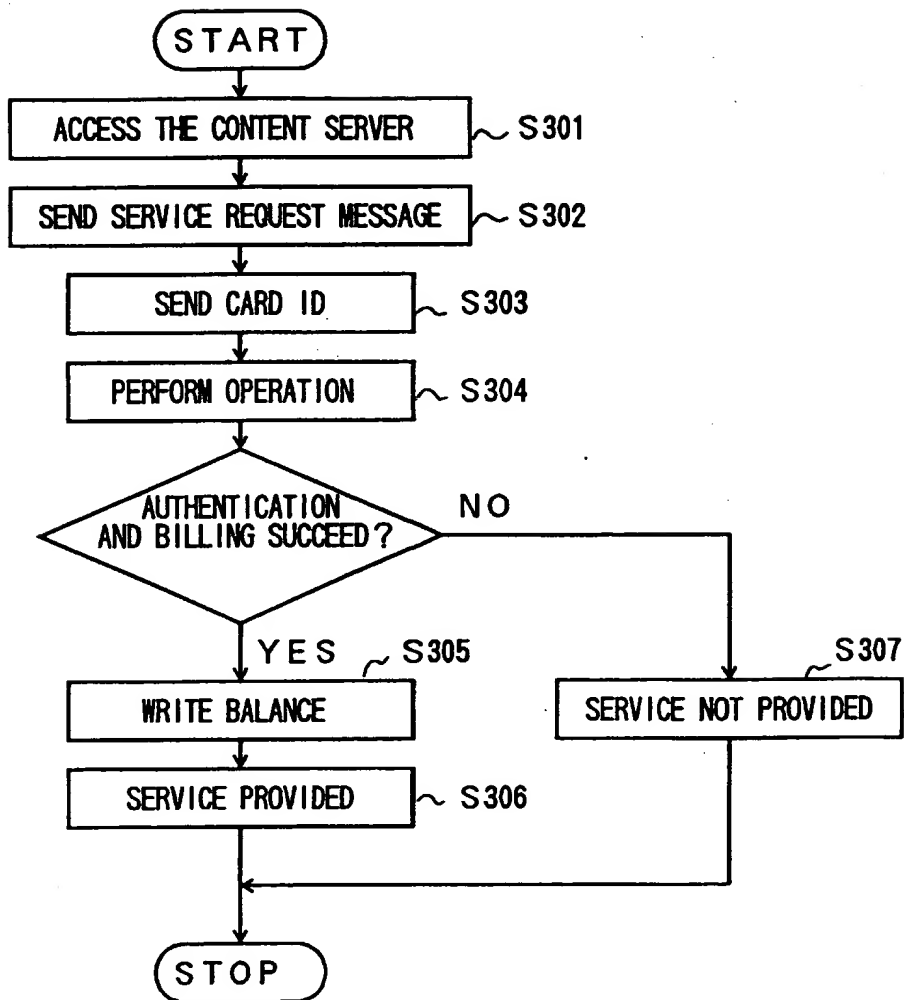 START
ACCESS THE CONTENT SERVER
S301
SEND SERVICE REQUEST MESSAGE
S302
SEND CARD ID
S303
PERFORM OPERATION
S304
AUTHENTICATION
AND BILLING SUCCEED?
NO
YES
S305
S307
WRITE BALANCE
SERVICE NOT PROVIDED
SERVICE PROVIDED
S306
STOP